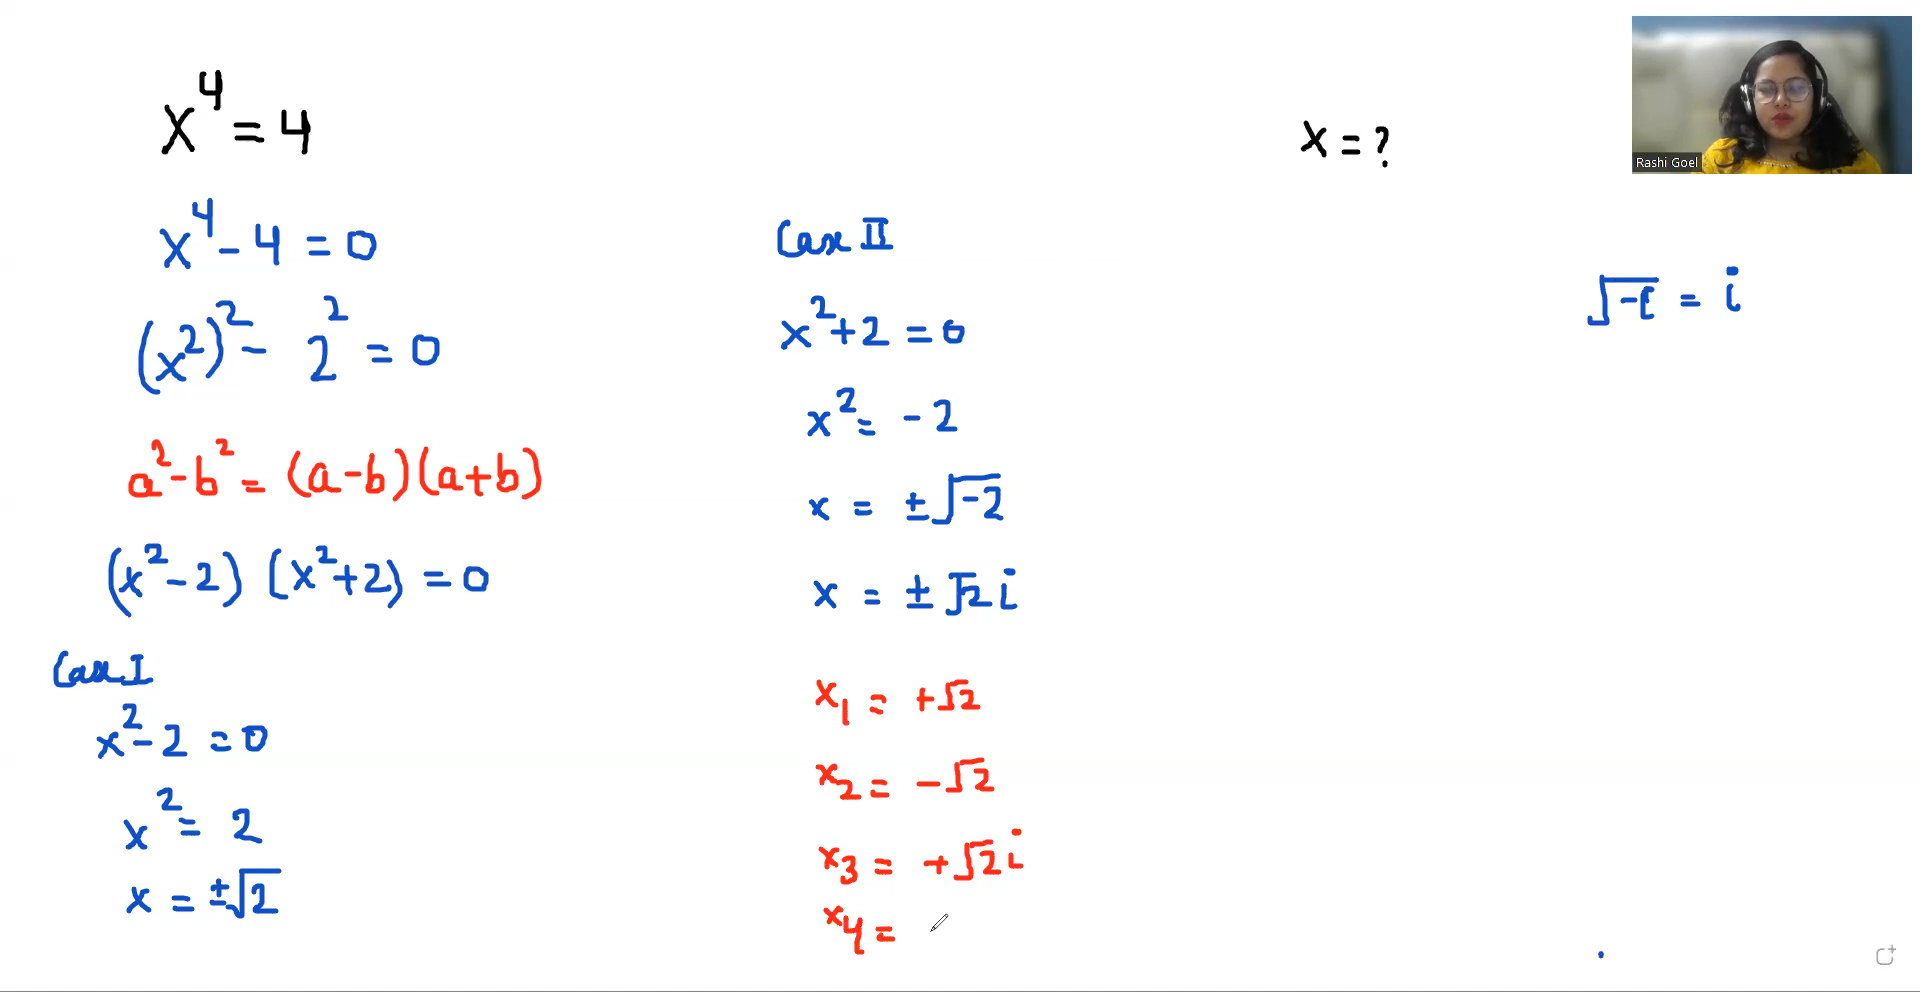 x⁴ = 4
x⁴ - 4 = 0
(x²)² - 2² = 0
a² - b² = (a-b)(a+b)
(x² - 2) (x² + 2) = 0
Case I
x² - 2 = 0
x² = 2
x = ±√2
Case II
x² + 2 = 0
x² = -2
x = ±√-2
x = ±√2 i
x₁ = +√2
x₂ = -√2
x₃ = +√2 i
x₄ =
x = ?
Rashi Goel
√-1 = i